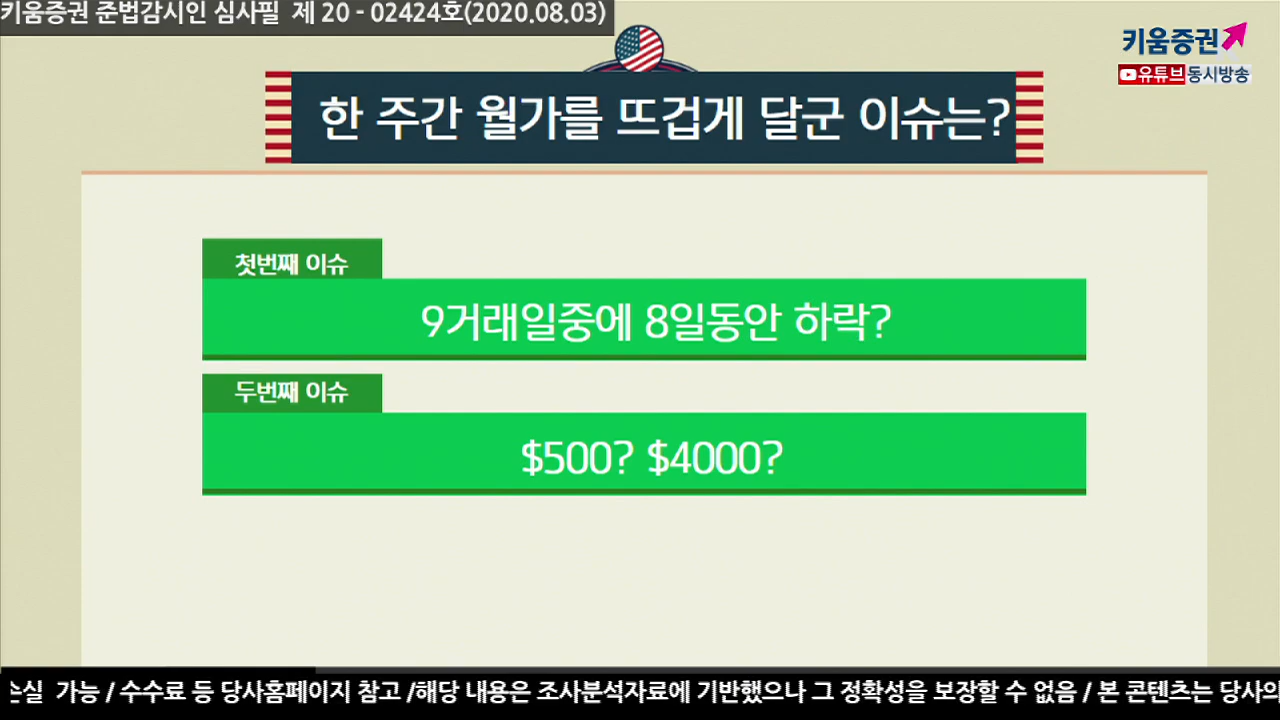 키움증권 준법감시인 심사필 제 20 - 02424호(2020.08.03)
키움증권
유튜브동시방송
한 주간 월가를 뜨겁게 달군 이슈는?
첫번째 이슈
9거래일중에 8일동안 하락?
두번째 이슈
$500? $4000?
손실 가능 / 수수료 등 당사홈페이지 참고 /해당 내용은 조사분석자료에 기반했으나 그 정확성을 보장할 수 없음 / 본 콘텐츠는 당사의